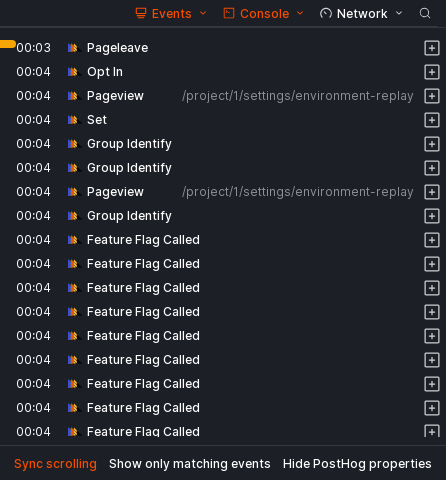 Events Console Network
00:03 Pageleave
00:04 Opt In
00:04 Pageview /project/1/settings/environment-replay
00:04 Set
00:04 Group Identify
00:04 Group Identify
00:04 Pageview /project/1/settings/environment-replay
00:04 Group Identify
00:04 Feature Flag Called
00:04 Feature Flag Called
00:04 Feature Flag Called
00:04 Feature Flag Called
00:04 Feature Flag Called
00:04 Feature Flag Called
00:04 Feature Flag Called
00:04 Feature Flag Called
00:04 Feature Flag Called
Sync scrolling Show only matching events Hide PostHog properties